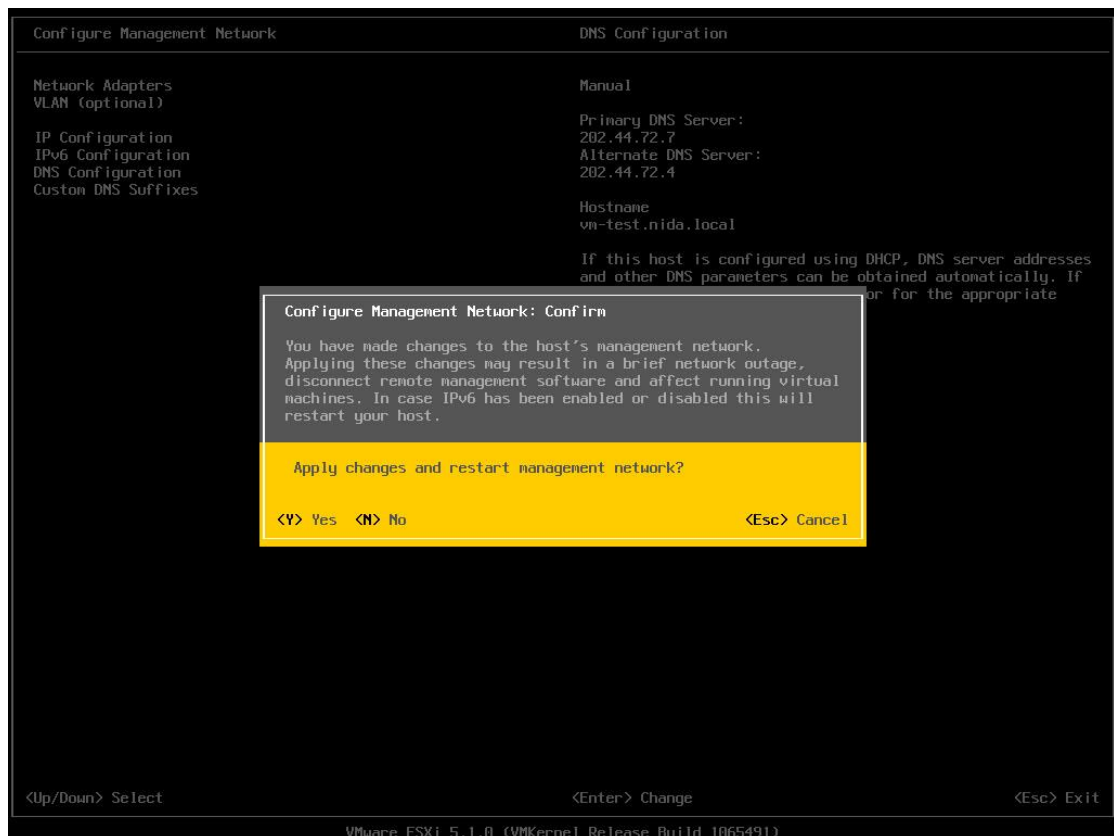 Configure Management Network
DNS Configuration
Network Adapters
VLAN (optional)
IP Configuration
IPv6 Configuration
DNS Configuration
Custom DNS Suffixes
Manual
Primary DNS Server:
202.44.72.7
Alternate DNS Server:
202.44.72.4
Hostname
vm-test.nida.local
If this host is configured using DHCP, DNS server addresses
and other DNS parameters can be obtained automatically. If
or for the appropriate
Configure Management Network: Confirm
You have made changes to the host's management network.
Applying these changes may result in a brief network outage,
disconnect remote management software and affect running virtual
machines. In case IPv6 has been enabled or disabled this will
restart your host.
Apply changes and restart management network?
<Y> Yes <N> No <Esc> Cancel
<Up/Down> Select <Enter> Change <Esc> Exit
VMware ESXi 5.1.0 (VMKernel Release Build 1065491)